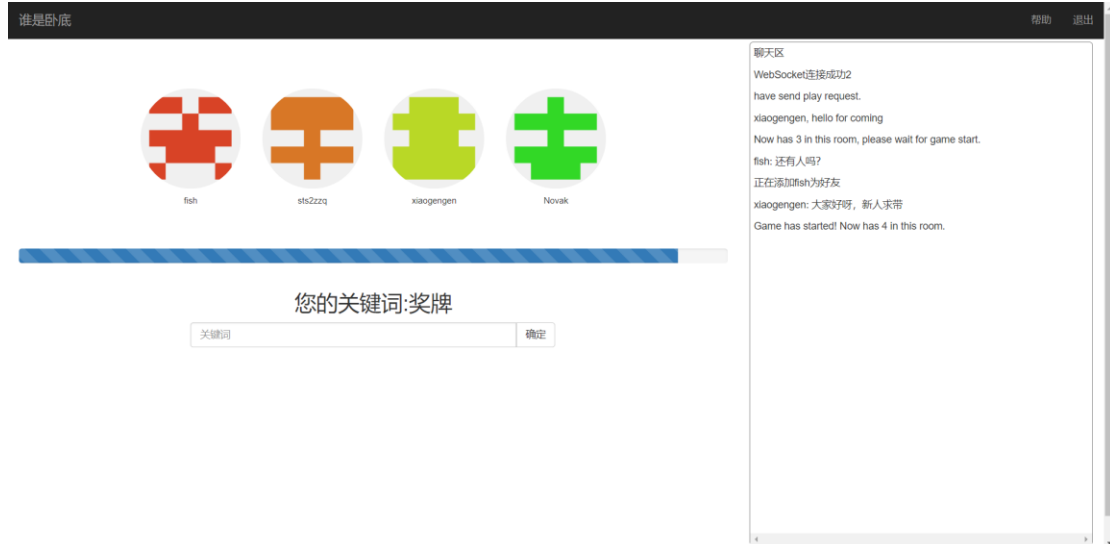 谁是卧底 帮助 退出
fish sts2zzq xiaogengen Novak
您的关键词:奖牌
关键词 确定
聊天区
WebSocket连接成功2
have send play request.
xiaogengen, hello for coming
Now has 3 in this room, please wait for game start.
fish: 还有人吗?
正在添加fish为好友
xiaogengen: 大家好呀，新人求带
Game has started! Now has 4 in this room.